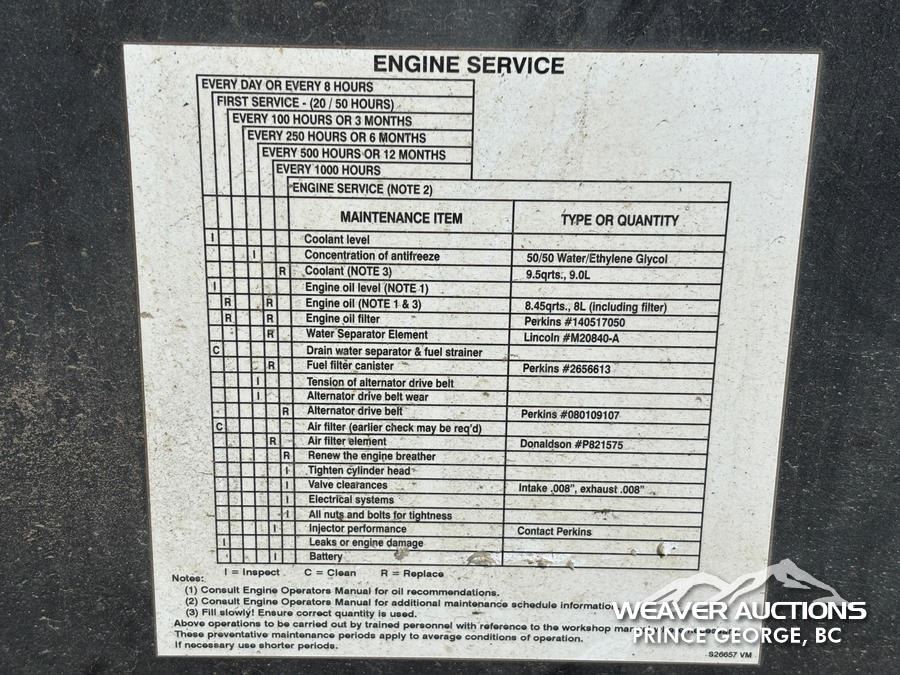 ENGINE SERVICE
EVERY DAY OR EVERY 8 HOURS
FIRST SERVICE - (20 / 50 HOURS)
EVERY 100 HOURS OR 3 MONTHS
EVERY 250 HOURS OR 6 MONTHS
EVERY 500 HOURS OR 12 MONTHS
EVERY 1000 HOURS
ENGINE SERVICE (NOTE 2)
MAINTENANCE ITEM TYPE OR QUANTITY
I Coolant level
I Concentration of antifreeze 50/50 Water/Ethylene Glycol
R Coolant (NOTE 3) 9.5qrts., 9.0L
I Engine oil level (NOTE 1)
R R Engine oil (NOTE 1 & 3) 8.45qrts., 8L (including filter)
R R Engine oil filter Perkins #140517050
R Water Separator Element Lincoln #M20840-A
C Drain water separator & fuel strainer
R Fuel filter canister Perkins #2656613
I Tension of alternator drive belt
I Alternator drive belt wear
R Alternator drive belt Perkins #080109107
C Air filter (earlier check may be req'd)
R Air filter element Donaldson #P821575
R Renew the engine breather
I Tighten cylinder head
I Valve clearances Intake .008", exhaust .008"
I Electrical systems
I All nuts and bolts for tightness
I Injector performance Contact Perkins
I Leaks or engine damage
I Battery
I = Inspect C = Clean R = Replace
Notes:
(1) Consult Engine Operators Manual for oil recommendations.
(2) Consult Engine Operators Manual for additional maintenance schedule
(3) Fill slowly! Ensure correct quantity is used.
Above operations to be carried out by trained personnel with reference to the workshop
These preventative maintenance periods apply to average conditions of operation.
If necessary use shorter periods.
S26657 VM
WEAVER AUCTIONS
PRINCE GEORGE, BC